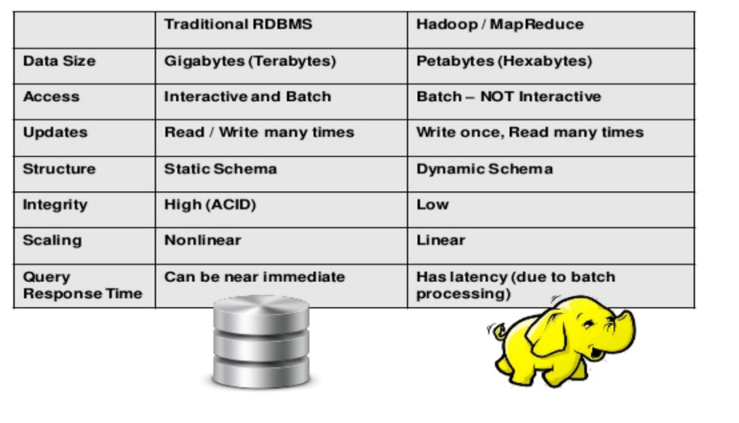 Traditional RDBMS Hadoop / MapReduce
Data Size Gigabytes (Terabytes) Petabytes (Hexabytes)
Access Interactive and Batch Batch – NOT Interactive
Updates Read / Write many times Write once, Read many times
Structure Static Schema Dynamic Schema
Integrity High (ACID) Low
Scaling Nonlinear Linear
Query Can be near immediate Has latency (due to batch
Response Time processing)